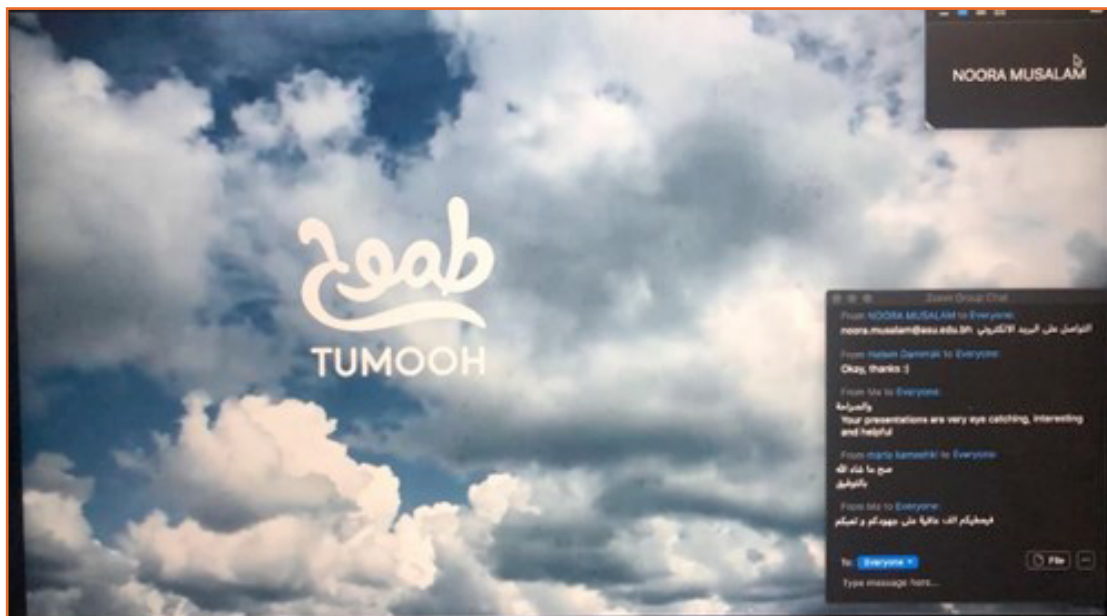 NOORA MUSALAM
طموح
TUMOOH
Zoom Group Chat
From NOORA MUSALAM to Everyone:
noora.musalam@asu.edu.bh التواصل على البريد الالكتروني
From Hatem Dammak to Everyone:
Okay, thanks :)
From Me to Everyone:
والصراحة
Your presentations are very eye catching, interesting
and helpful
From maria kameshki to Everyone:
صح ما شاء الله
بالتوفيق
From Me to Everyone:
فيعطيكم الف عافية على جهودكم و تعبكم
To: Everyone
File
Type message here...